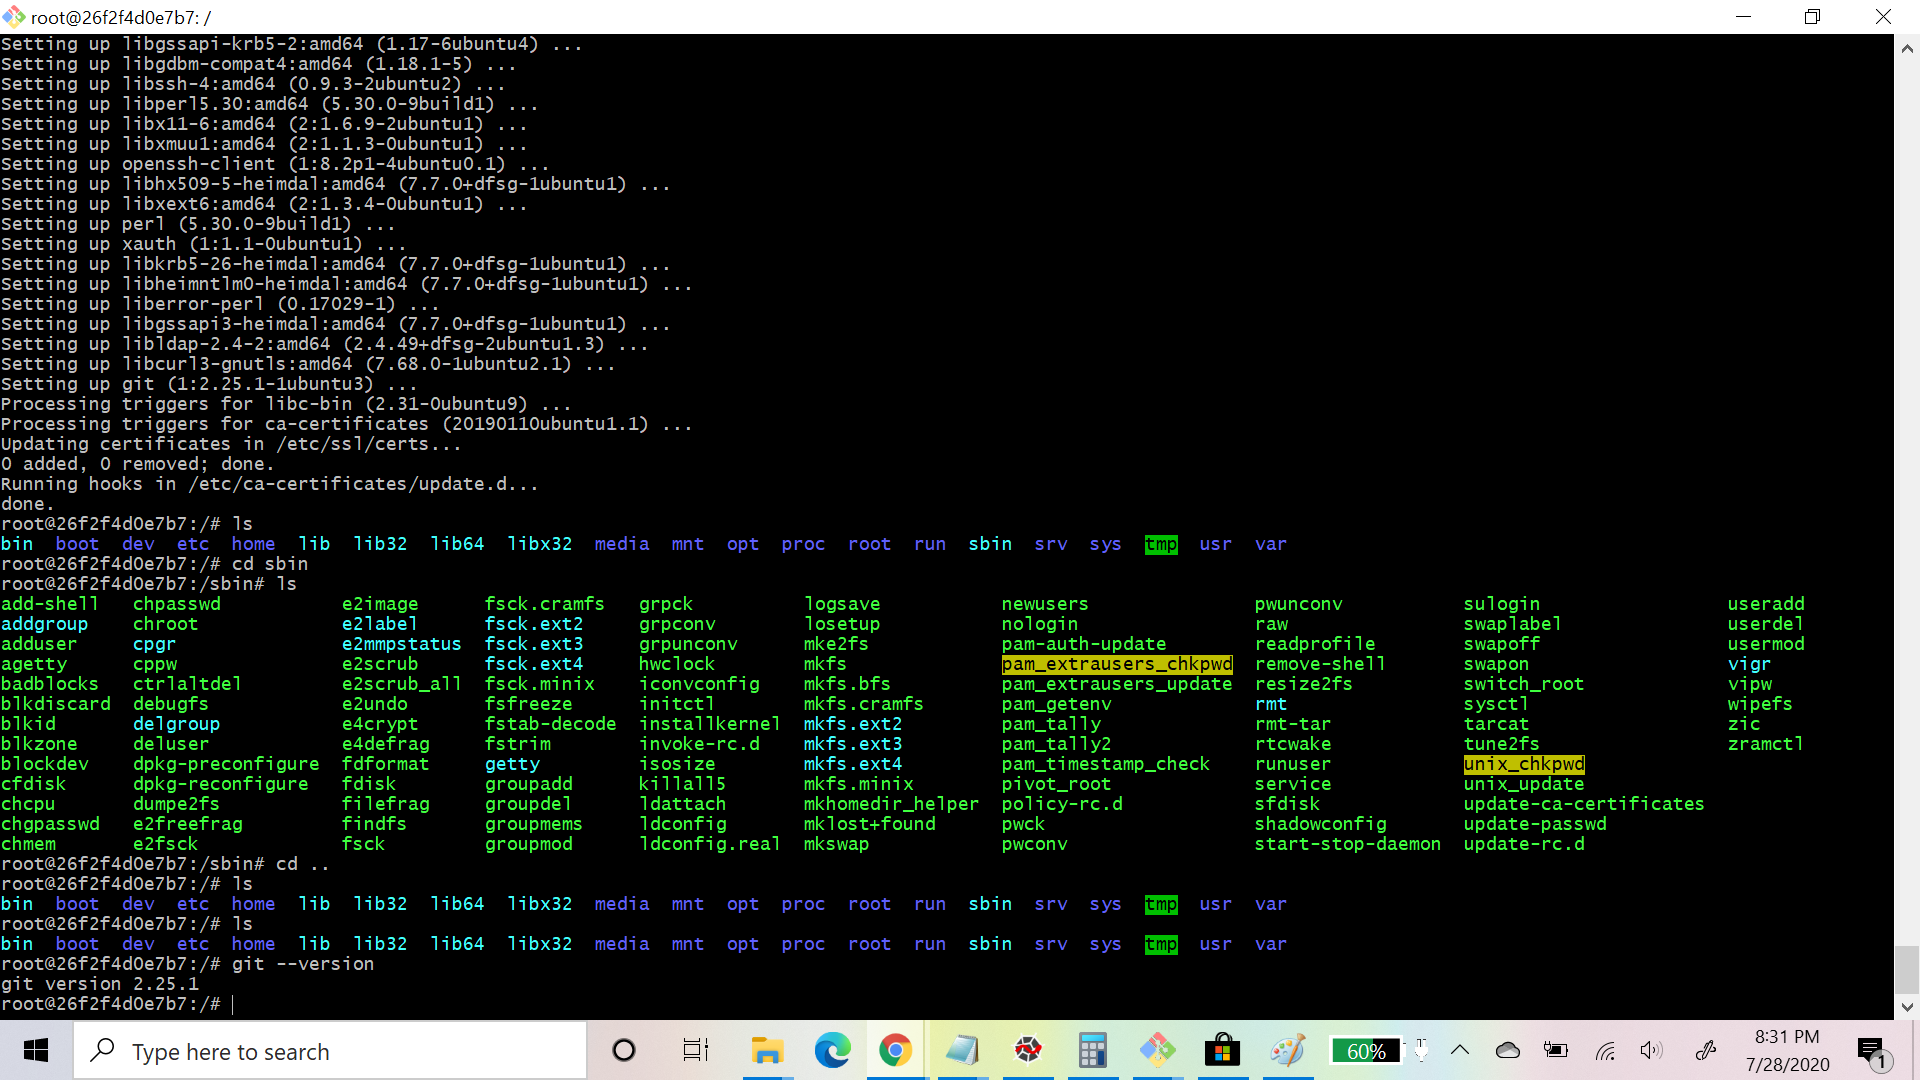 root@26f2f4d0e7b7: /
Setting up libgssapi-krb5-2:amd64 (1.17-6ubuntu4) ...
Setting up libgdbm-compat4:amd64 (1.18.1-5) ...
Setting up libssh-4:amd64 (0.9.3-2ubuntu2) ...
Setting up libperl5.30:amd64 (5.30.0-9build1) ...
Setting up libx11-6:amd64 (2:1.6.9-2ubuntu1) ...
Setting up libxmuu1:amd64 (2:1.1.3-0ubuntu1) ...
Setting up openssh-client (1:8.2p1-4ubuntu0.1) ...
Setting up libhx509-5-heimdal:amd64 (7.7.0+dfsg-1ubuntu1) ...
Setting up libxext6:amd64 (2:1.3.4-0ubuntu1) ...
Setting up perl (5.30.0-9build1) ...
Setting up xauth (1:1.1-0ubuntu1) ...
Setting up libkrb5-26-heimdal:amd64 (7.7.0+dfsg-1ubuntu1) ...
Setting up libheimntlm0-heimdal:amd64 (7.7.0+dfsg-1ubuntu1) ...
Setting up liberror-perl (0.17029-1) ...
Setting up libgssapi3-heimdal:amd64 (7.7.0+dfsg-1ubuntu1) ...
Setting up libldap-2.4-2:amd64 (2.4.49+dfsg-2ubuntu1.3) ...
Setting up libcurl3-gnutls:amd64 (7.68.0-1ubuntu2.1) ...
Setting up git (1:2.25.1-1ubuntu3) ...
Processing triggers for libc-bin (2.31-0ubuntu9) ...
Processing triggers for ca-certificates (20190110ubuntu1.1) ...
Updating certificates in /etc/ssl/certs...
0 added, 0 removed; done.
Running hooks in /etc/ca-certificates/update.d...
done.
root@26f2f4d0e7b7:/# ls
bin boot dev etc home lib lib32 lib64 libx32 media mnt opt proc root run sbin srv sys tmp usr var
root@26f2f4d0e7b7:/# cd sbin
root@26f2f4d0e7b7:/sbin# ls
add-shell chpasswd e2image fsck.cramfs grpck logsave newusers pwunconv sulogin useradd
addgroup chroot e2label fsck.ext2 grpconv losetup nologin raw swaplabel userdel
adduser cpgr e2mmpstatus fsck.ext3 grpunconv mke2fs pam-auth-update readprofile swapoff usermod
agetty cppw e2scrub fsck.ext4 hwclock mkfs pam_extrausers_chkpwd remove-shell swapon vigr
badblocks ctrlaltdel e2scrub_all fsck.minix iconvconfig mkfs.bfs pam_extrausers_update resize2fs switch_root vipw
blkdiscard debugfs e2undo fsfreeze initctl mkfs.cramfs pam_getenv rmt sysctl wipefs
blkid delgroup e4crypt fstab-decode installkernel mkfs.ext2 pam_tally rmt-tar tarcat zic
blkzone deluser e4defrag fstrim invoke-rc.d mkfs.ext3 pam_tally2 rtcwake tune2fs zramctl
blockdev dpkg-preconfigure fdformat getty isosize mkfs.ext4 pam_timestamp_check runuser unix_chkpwd
cfdisk dpkg-reconfigure fdisk groupadd killall5 mkfs.minix pivot_root service unix_update
chcpu dumpe2fs filefrag groupdel ldattach mkhomedir_helper policy-rc.d sfdisk update-ca-certificates
chgpasswd e2freefrag findfs groupmems ldconfig mklost+found pwck shadowconfig update-passwd
chmem e2fsck fsck groupmod ldconfig.real mkswap pwconv start-stop-daemon update-rc.d
root@26f2f4d0e7b7:/sbin# cd ..
root@26f2f4d0e7b7:/# ls
bin boot dev etc home lib lib32 lib64 libx32 media mnt opt proc root run sbin srv sys tmp usr var
root@26f2f4d0e7b7:/# ls
bin boot dev etc home lib lib32 lib64 libx32 media mnt opt proc root run sbin srv sys tmp usr var
root@26f2f4d0e7b7:/# git --version
git version 2.25.1
root@26f2f4d0e7b7:/#
Type here to search
60%
8:31 PM
7/28/2020
1